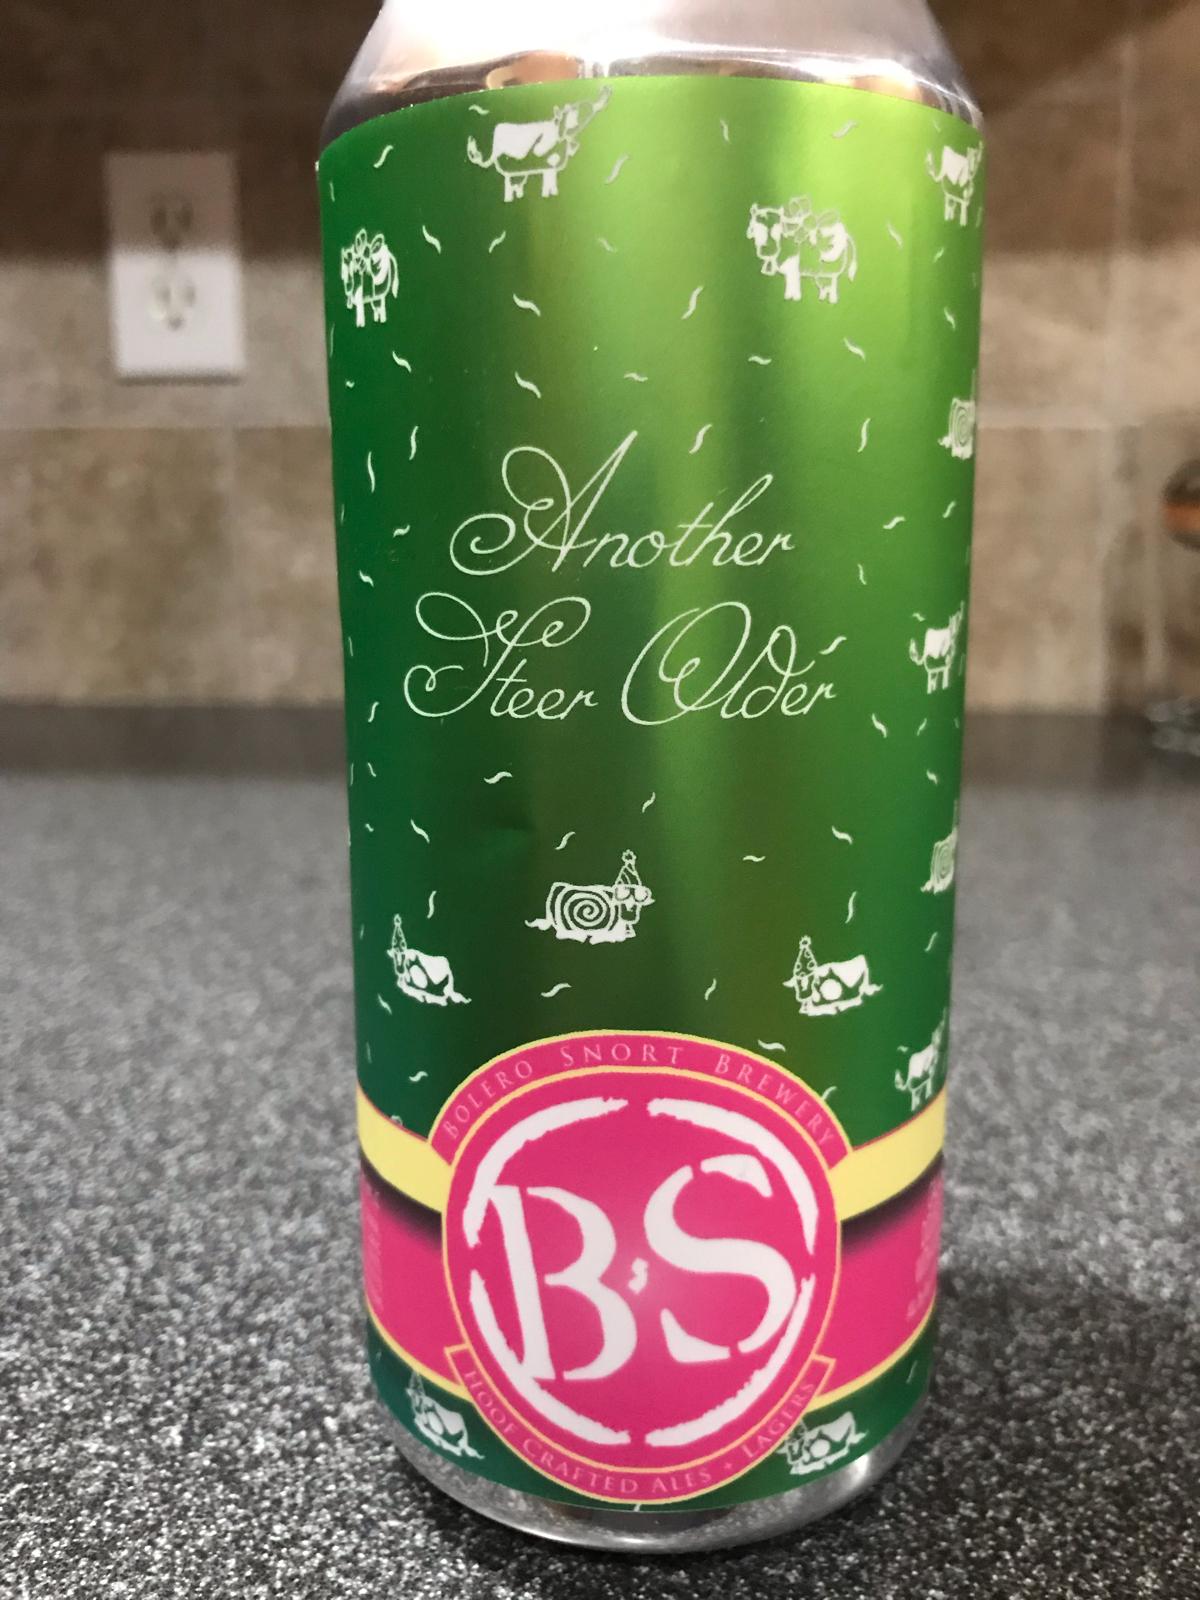 Another
Steer Older
BOLERO SNORT BREWERY
B'S
HOOF CRAFTED ALES + LAGERS